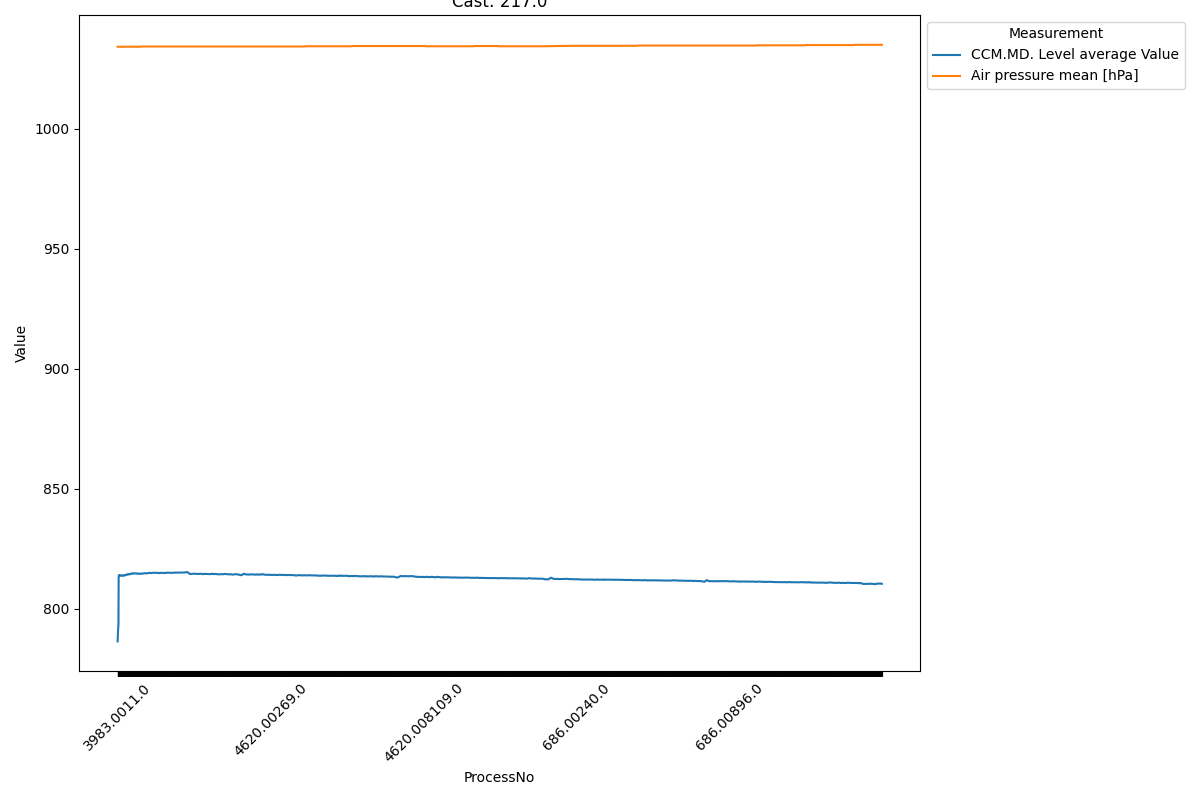 Cast: 217.0
Measurement
CCM.MD. Level average Value
Air pressure mean [hPa]
1000
950
900
850
800
Value
3983.0011.0
4620.00269.0
4620.008109.0
686.00240.0
686.00896.0
ProcessNo